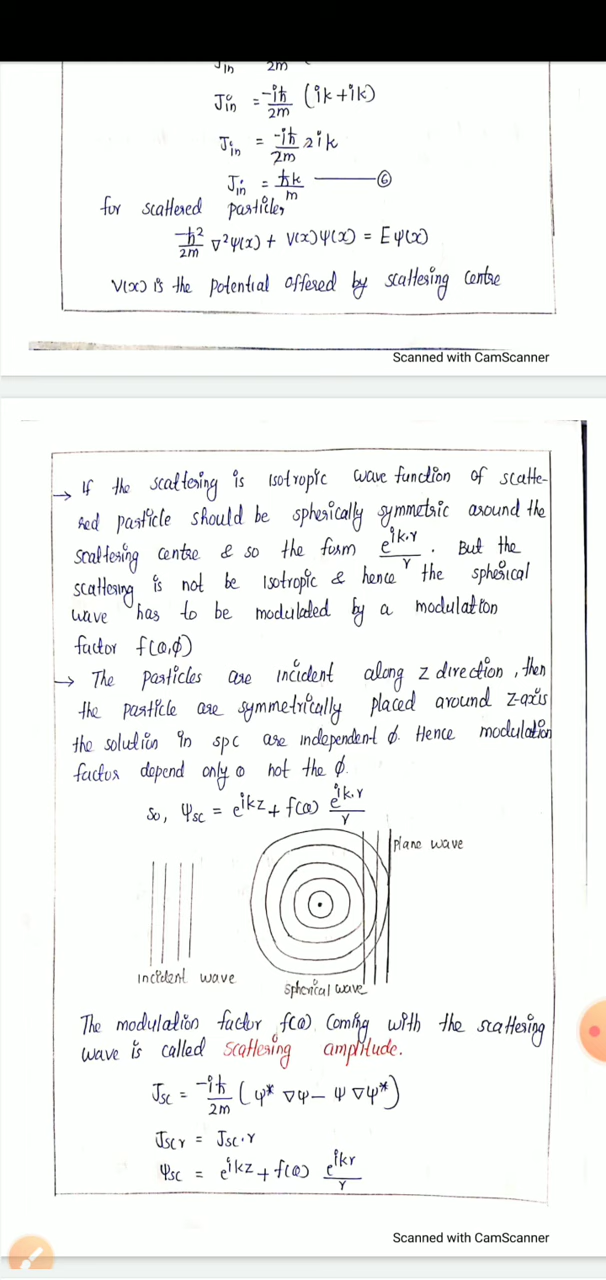 J_in 2m
J_in = -iħ/2m (ik+ik)
J_in = -iħ/2m 2ik
J_in = ħk/m ——⑥
for scattered particle,
-ħ²/2m ∇²ψ(x) + V(x)ψ(x) = Eψ(x)
V(x) is the potential offered by scattering centre
Scanned with CamScanner
→ If the scattering is isotropic wave function of scatte-
red particle should be spherically symmetric around the
scattering centre & so the form e^{ik.r}/r. But the
scattering is not be isotropic & hence the spherical
wave has to be modulated by a modulation
factor f(θ,ϕ)
→ The particles are incident along z direction, then
the particle are symmetrically placed around z-axis
the solution in spc are independent ϕ. Hence modulation
factor depend only θ not the ϕ.
so, ψ_sc = e^{ikz} + f(θ) e^{ik.r}/r
plane wave
incident wave
spherical wave
The modulation factor f(θ) coming with the scattering
wave is called scattering amplitude.
J_sc = -iħ/2m (ψ* ∇ψ - ψ ∇ψ*)
J_scr = J_sc.r
ψ_sc = e^{ikz} + f(θ) e^{ikr}/r
Scanned with CamScanner